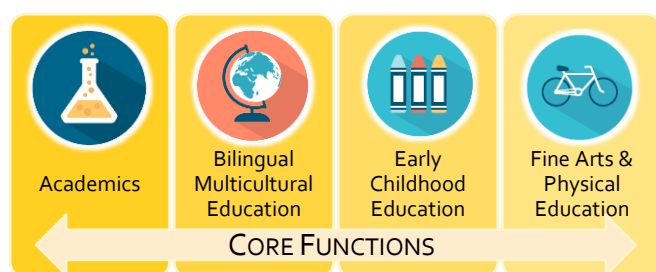 Academics
Bilingual
Multicultural
Education
Early
Childhood
Education
Fine Arts &
Physical
Education
CORE FUNCTIONS